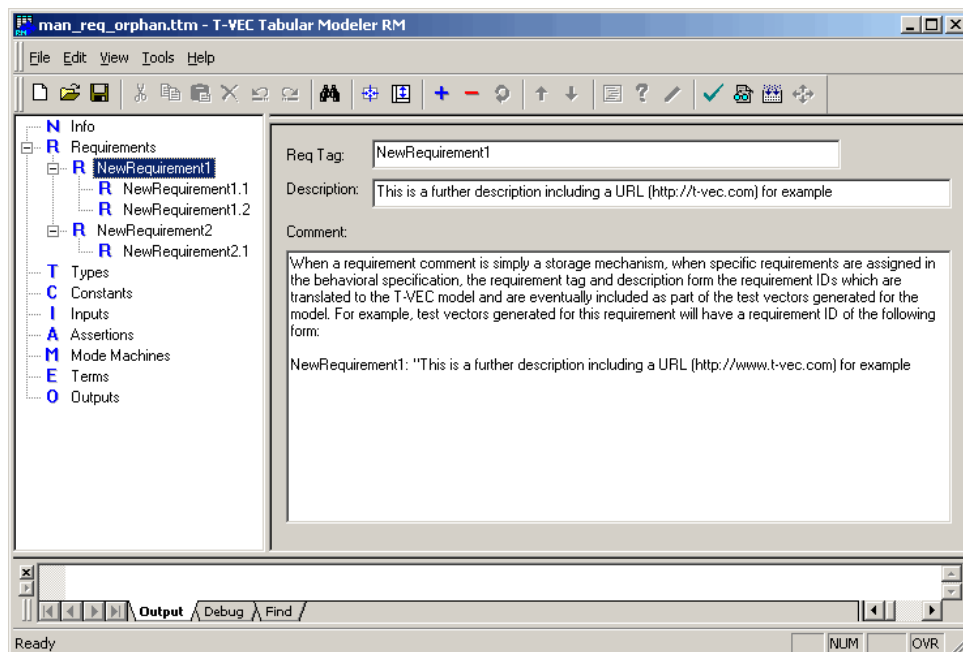 man_req_orphan.ttm - T-VEC Tabular Modeler RM
File Edit View Tools Help
N Info
R Requirements
R NewRequirement1
R NewRequirement1.1
R NewRequirement1.2
R NewRequirement2
R NewRequirement2.1
T Types
C Constants
I Inputs
A Assertions
M Mode Machines
E Terms
O Outputs
Req Tag: NewRequirement1
Description: This is a further description including a URL (http://t-vec.com) for example
Comment:
When a requirement comment is simply a storage mechanism, when specific requirements are assigned in
the behavioral specification, the requirement tag and description form the requirement IDs which are
translated to the T-VEC model and are eventually included as part of the test vectors generated for the
model. For example, test vectors generated for this requirement will have a requirement ID of the following
form:
NewRequirement1: "This is a further description including a URL (http://www.t-vec.com) for example
Output Debug Find
Ready NUM OVR